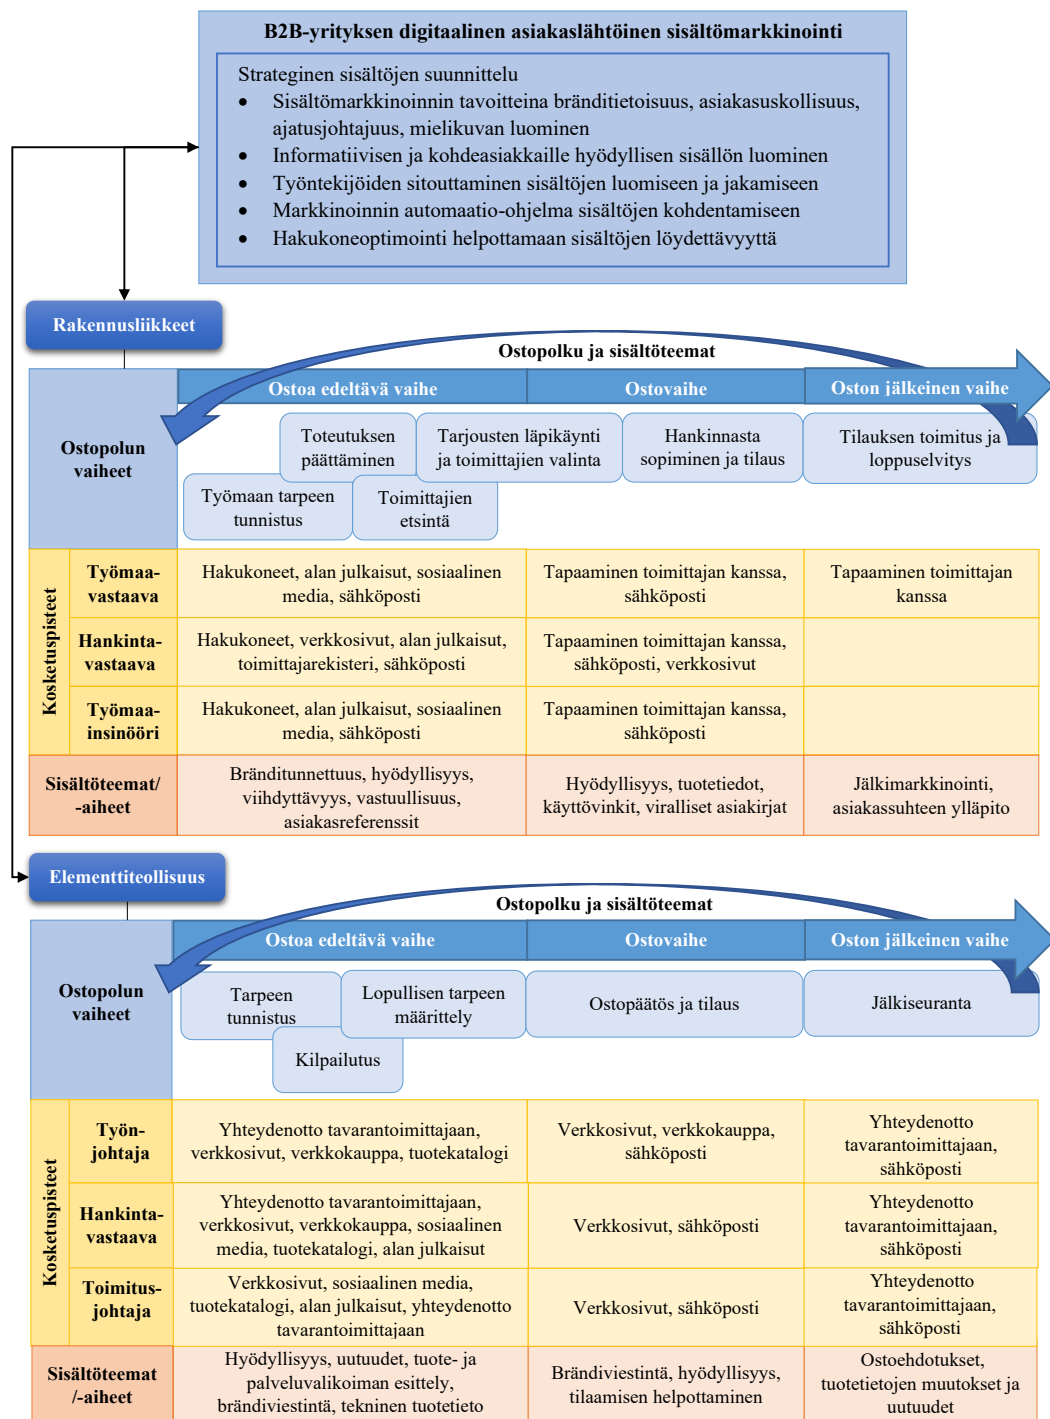 B2B-yrityksen digitaalinen asiakaslähtöinen sisältömarkkinointi
Strateginen sisältöjen suunnittelu
• Sisältömarkkinoinnin tavoitteina bränditietoisuus, asiakasuskollisuus,
ajatusjohtajuus, mielikuvan luominen
• Informatiivisen ja kohdeasiakkaille hyödyllisen sisällön luominen
• Työntekijöiden sitouttaminen sisältöjen luomiseen ja jakamiseen
• Markkinoinnin automaatio-ohjelma sisältöjen kohdentamiseen
• Hakukoneoptimointi helpottamaan sisältöjen löydettävyyttä
Rakennusliikkeet
Ostopolku ja sisältöteemat
Ostoa edeltävä vaihe
Ostovaihe
Oston jälkeinen vaihe
Ostopolun
vaiheet
Työmaan tarpeen
tunnistus
Toteutuksen
päättäminen
Toimittajien
etsintä
Tarjousten läpikäynti
ja toimittajien valinta
Hankinnasta
sopiminen ja tilaus
Tilauksen toimitus ja
loppuselvitys
Kosketuspisteet
Työmaa-
vastaava
Hakukoneet, alan julkaisut, sosiaalinen
media, sähköposti
Tapaaminen toimittajan kanssa,
sähköposti
Tapaaminen toimittajan
kanssa
Hankinta-
vastaava
Hakukoneet, verkkosivut, alan julkaisut,
toimittajarekisteri, sähköposti
Tapaaminen toimittajan kanssa,
sähköposti, verkkosivut
Työmaa-
insinööri
Hakukoneet, alan julkaisut, sosiaalinen
media, sähköposti
Tapaaminen toimittajan kanssa,
sähköposti
Sisältöteemat/
-aiheet
Bränditunnettuus, hyödyllisyys,
viihdyttävyys, vastuullisuus,
asiakasreferenssit
Hyödyllisyys, tuotetiedot,
käyttövinkit, viralliset asiakirjat
Jälkimarkkinointi,
asiakassuhteen ylläpito
Elementtiteollisuus
Ostopolku ja sisältöteemat
Ostoa edeltävä vaihe
Ostovaihe
Oston jälkeinen vaihe
Ostopolun
vaiheet
Tarpeen
tunnistus
Kilpailutus
Lopullisen tarpeen
määrittely
Ostopäätös ja tilaus
Jälkiseuranta
Kosketuspisteet
Työn-
johtaja
Yhteydenotto tavarantoimittajaan,
verkkosivut, verkkokauppa, tuotekatalogi
Verkkosivut, verkkokauppa,
sähköposti
Yhteydenotto
tavarantoimittajaan,
sähköposti
Hankinta-
vastaava
Yhteydenotto tavarantoimittajaan,
verkkosivut, verkkokauppa, sosiaalinen
media, tuotekatalogi, alan julkaisut
Verkkosivut, sähköposti
Yhteydenotto
tavarantoimittajaan,
sähköposti
Toimitus-
johtaja
Verkkosivut, sosiaalinen media,
tuotekatalogi, alan julkaisut, yhteydenotto
tavarantoimittajaan
Verkkosivut, sähköposti
Yhteydenotto
tavarantoimittajaan,
sähköposti
Sisältöteemat
/-aiheet
Hyödyllisyys, uutuudet, tuote- ja
palveluvalikoiman esittely,
brändiviestintä, tekninen tuotetieto
Brändiviestintä, hyödyllisyys,
tilaamisen helpottaminen
Ostoehdotukset,
tuotetietojen muutokset ja
uutuudet